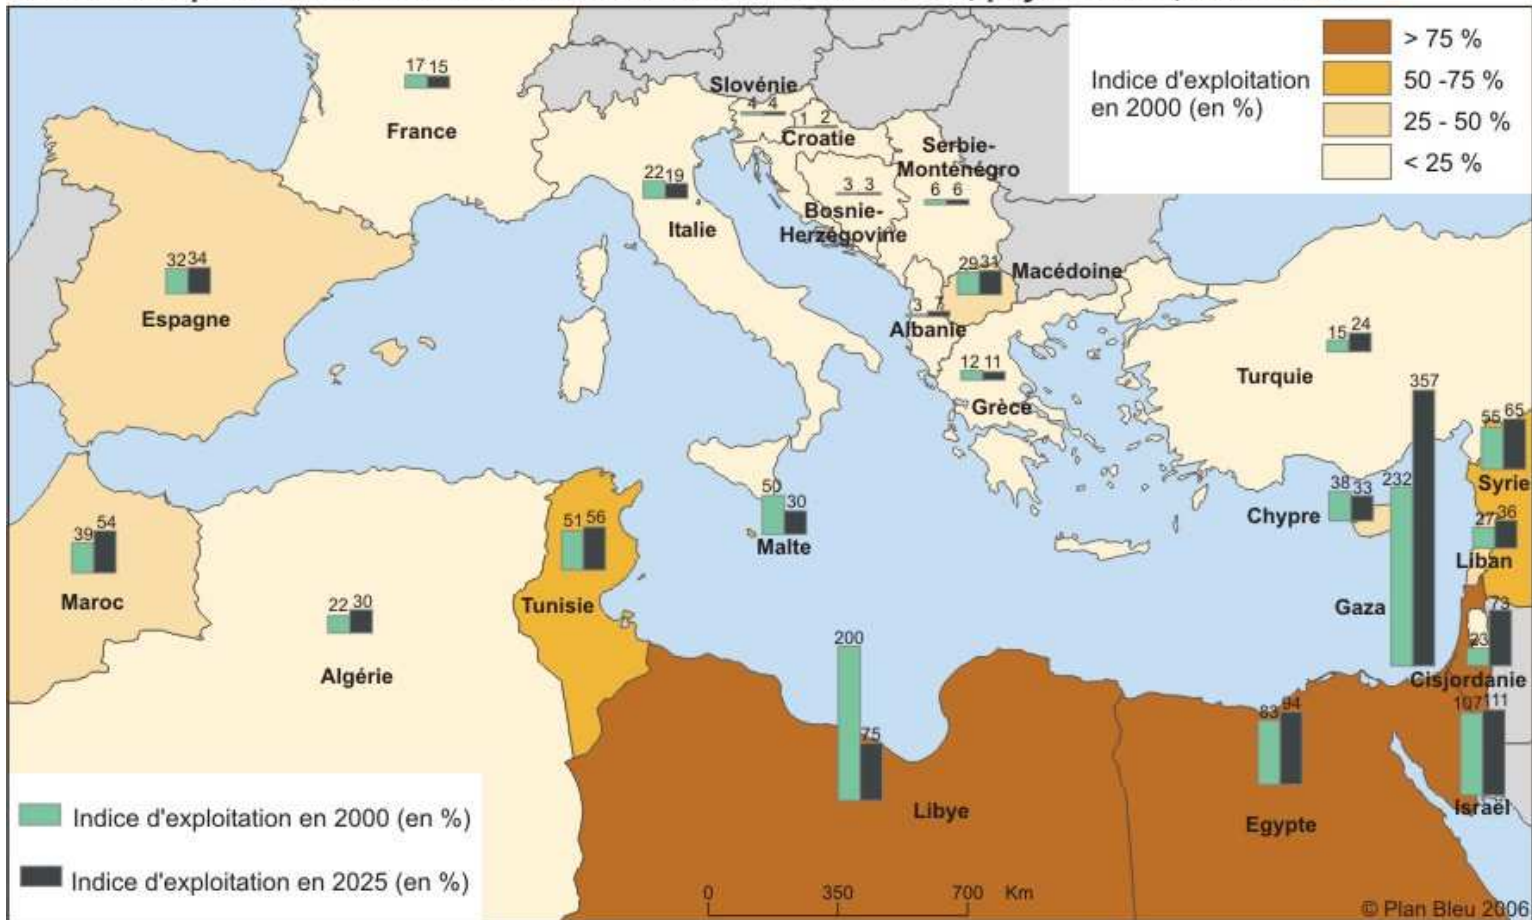 > 75 %
Indice d'exploitation
en 2000 (en %)
50 -75 %
25 - 50 %
< 25 %
17 15
France
Slovénie
4 4
1 2
Croatie
Serbie-
Monténégro
6 6
22 19
Italie
3 3
Bosnie-
Herzégovine
32 34
Espagne
29 31
Macédoine
3 7
Albanie
12 11
Grèce
15 24
Turquie
357
55 65
Syrie
50 30
Malte
38 33
Chypre
232
27 36
Liban
39 54
Maroc
51 56
Tunisie
22 30
Algérie
Gaza
73
23
Cisjordanie
200
75
Libye
83 94
Egypte
107 111
Israël
Indice d'exploitation en 2000 (en %)
Indice d'exploitation en 2025 (en %)
0 350 700 Km
© Plan Bleu 2006